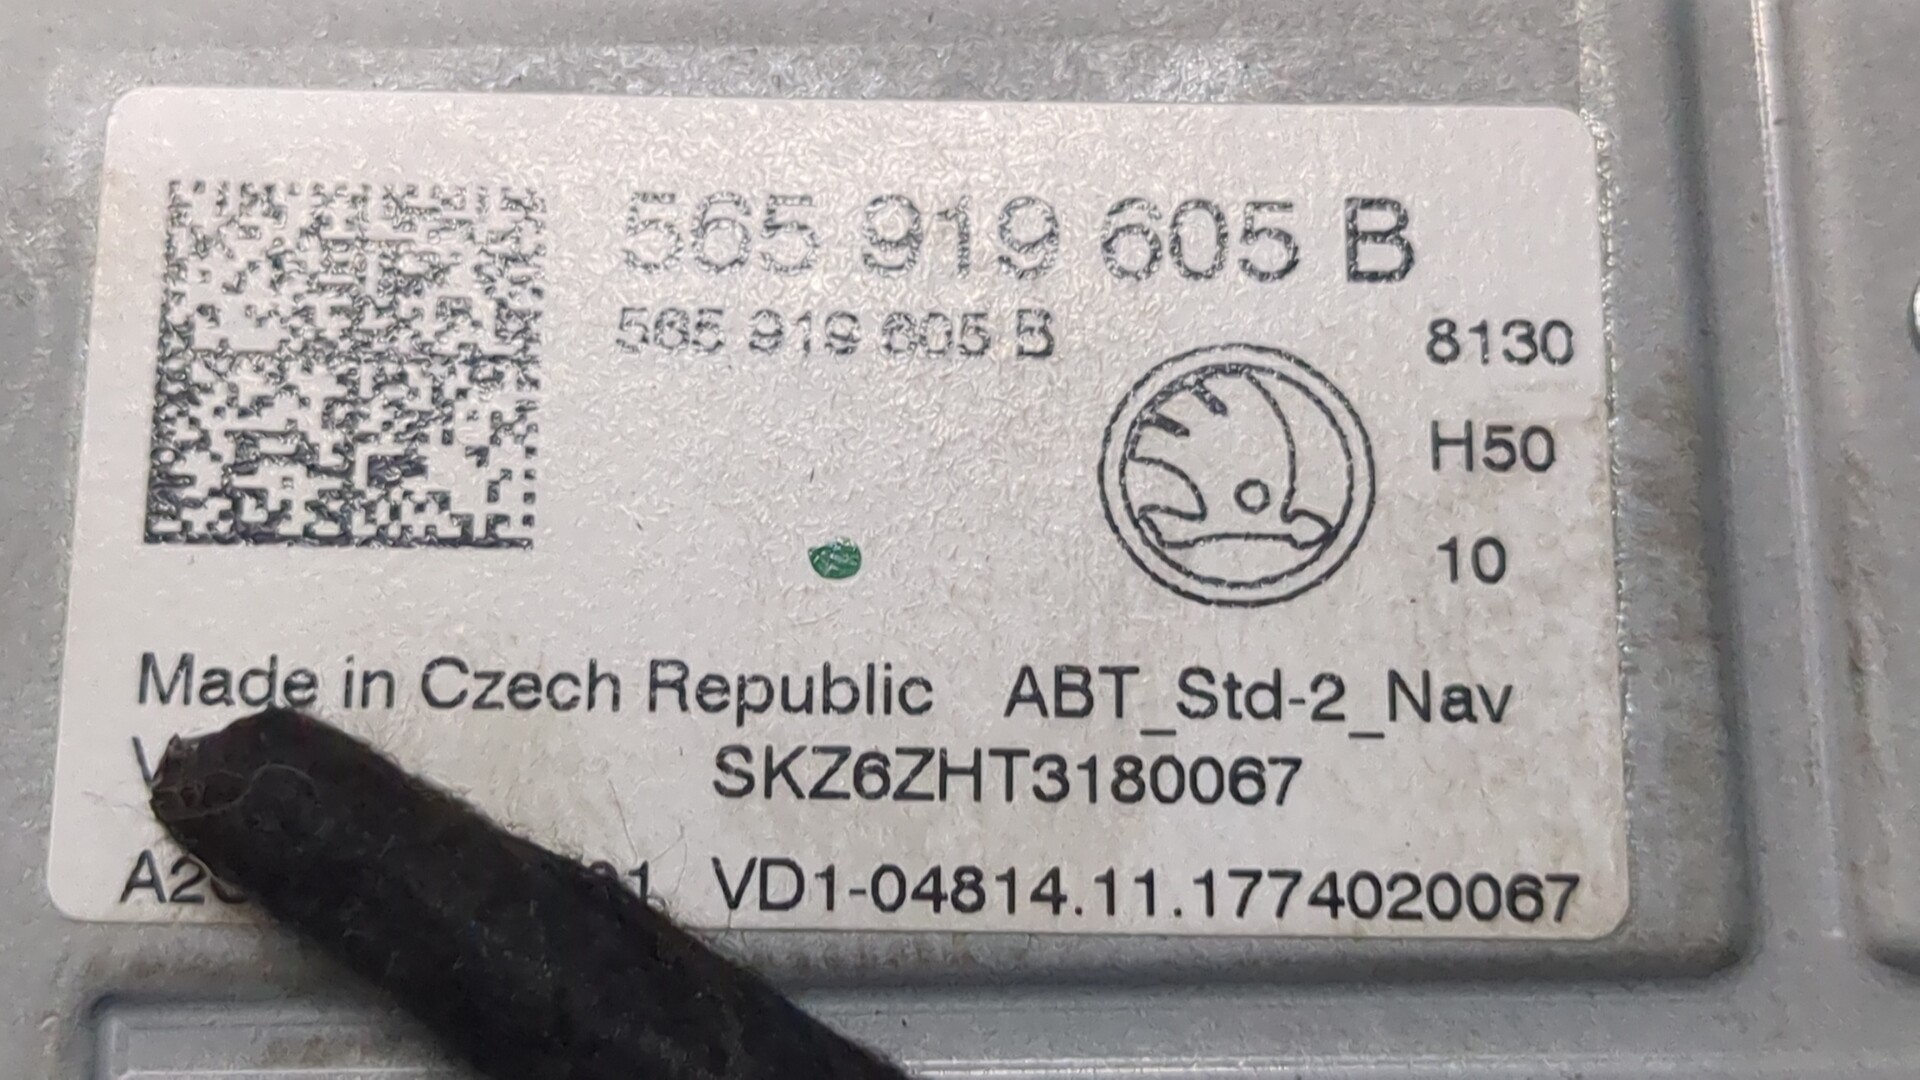 565 919 605 B
565 919 605 B
8130
H50
10
Made in Czech Republic ABT_Std-2_Nav
SKZ6ZHT3180067
VD1-04814.11.1774020067